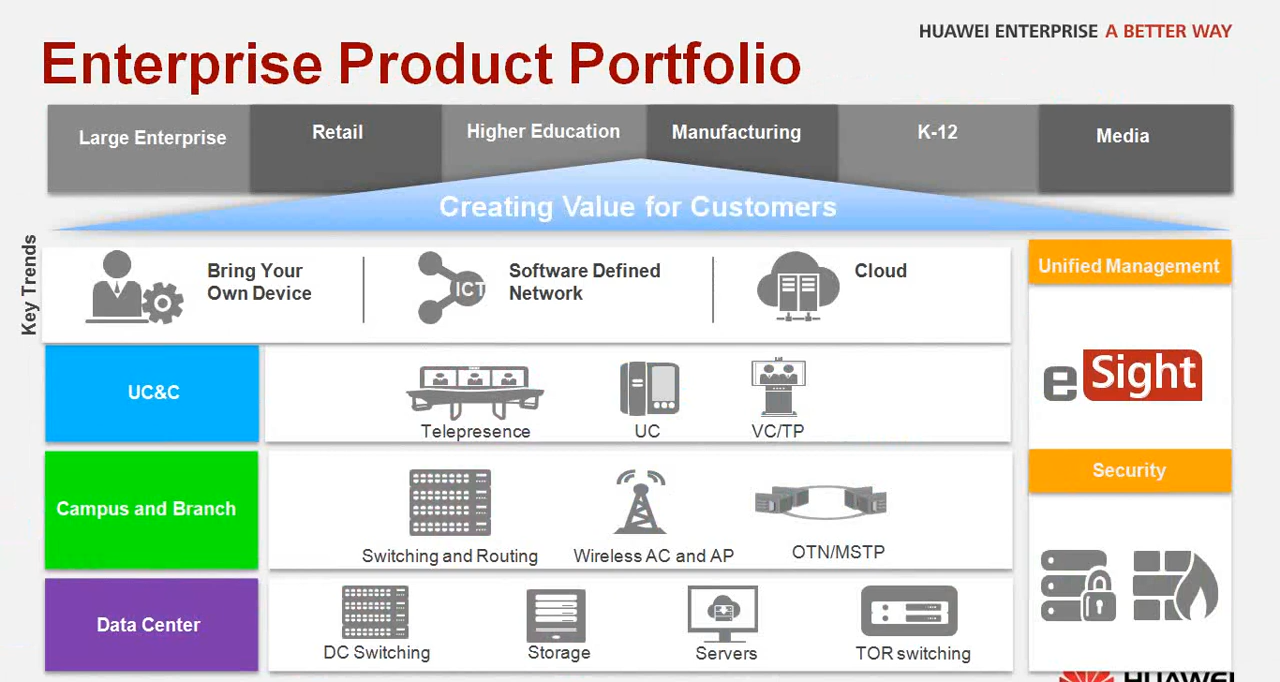 HUAWEI ENTERPRISE A BETTER WAY
Enterprise Product Portfolio
Large Enterprise
Retail
Higher Education
Manufacturing
K-12
Media
Creating Value for Customers
Key Trends
Bring Your
Own Device
ICT
Software Defined
Network
Cloud
Unified Management
eSight
UC&C
Telepresence
UC
VC/TP
Security
Campus and Branch
Switching and Routing
Wireless AC and AP
OTN/MSTP
Data Center
DC Switching
Storage
Servers
TOR switching
HUAWEI